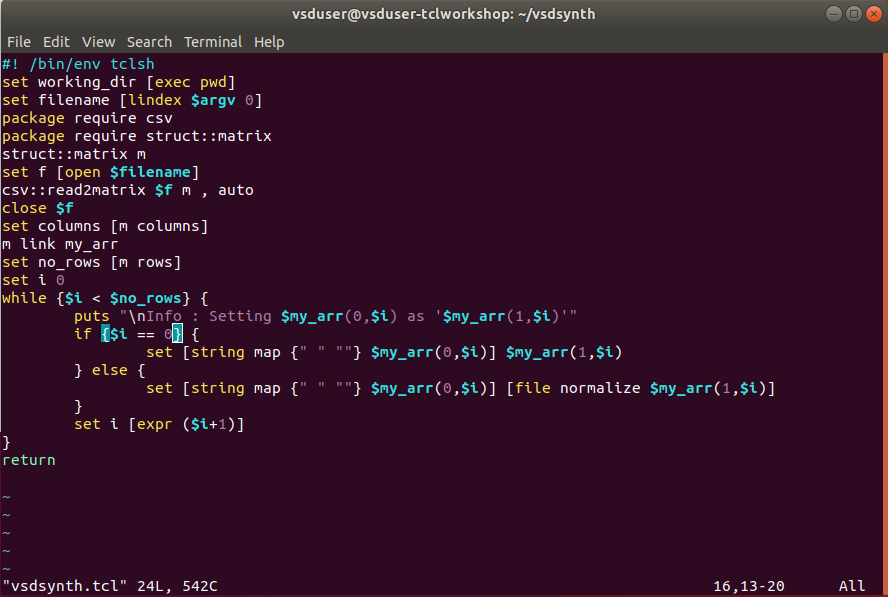 vsduser@vsduser-tclworkshop: ~/vsdsynth
File Edit View Search Terminal Help
#! /bin/env tclsh
set working_dir [exec pwd]
set filename [lindex $argv 0]
package require csv
package require struct::matrix
struct::matrix m
set f [open $filename]
csv::read2matrix $f m , auto
close $f
set columns [m columns]
m link my_arr
set no_rows [m rows]
set i 0
while {$i < $no_rows} {
        puts "\nInfo : Setting $my_arr(0,$i) as '$my_arr(1,$i)'"
        if {$i == 0} {
                set [string map {" " ""} $my_arr(0,$i)] $my_arr(1,$i)
        } else {
                set [string map {" " ""} $my_arr(0,$i)] [file normalize $my_arr(1,$i)]
        }
        set i [expr ($i+1)]
}
return
~
~
~
~
~
"vsdsynth.tcl" 24L, 542C 16,13-20 All